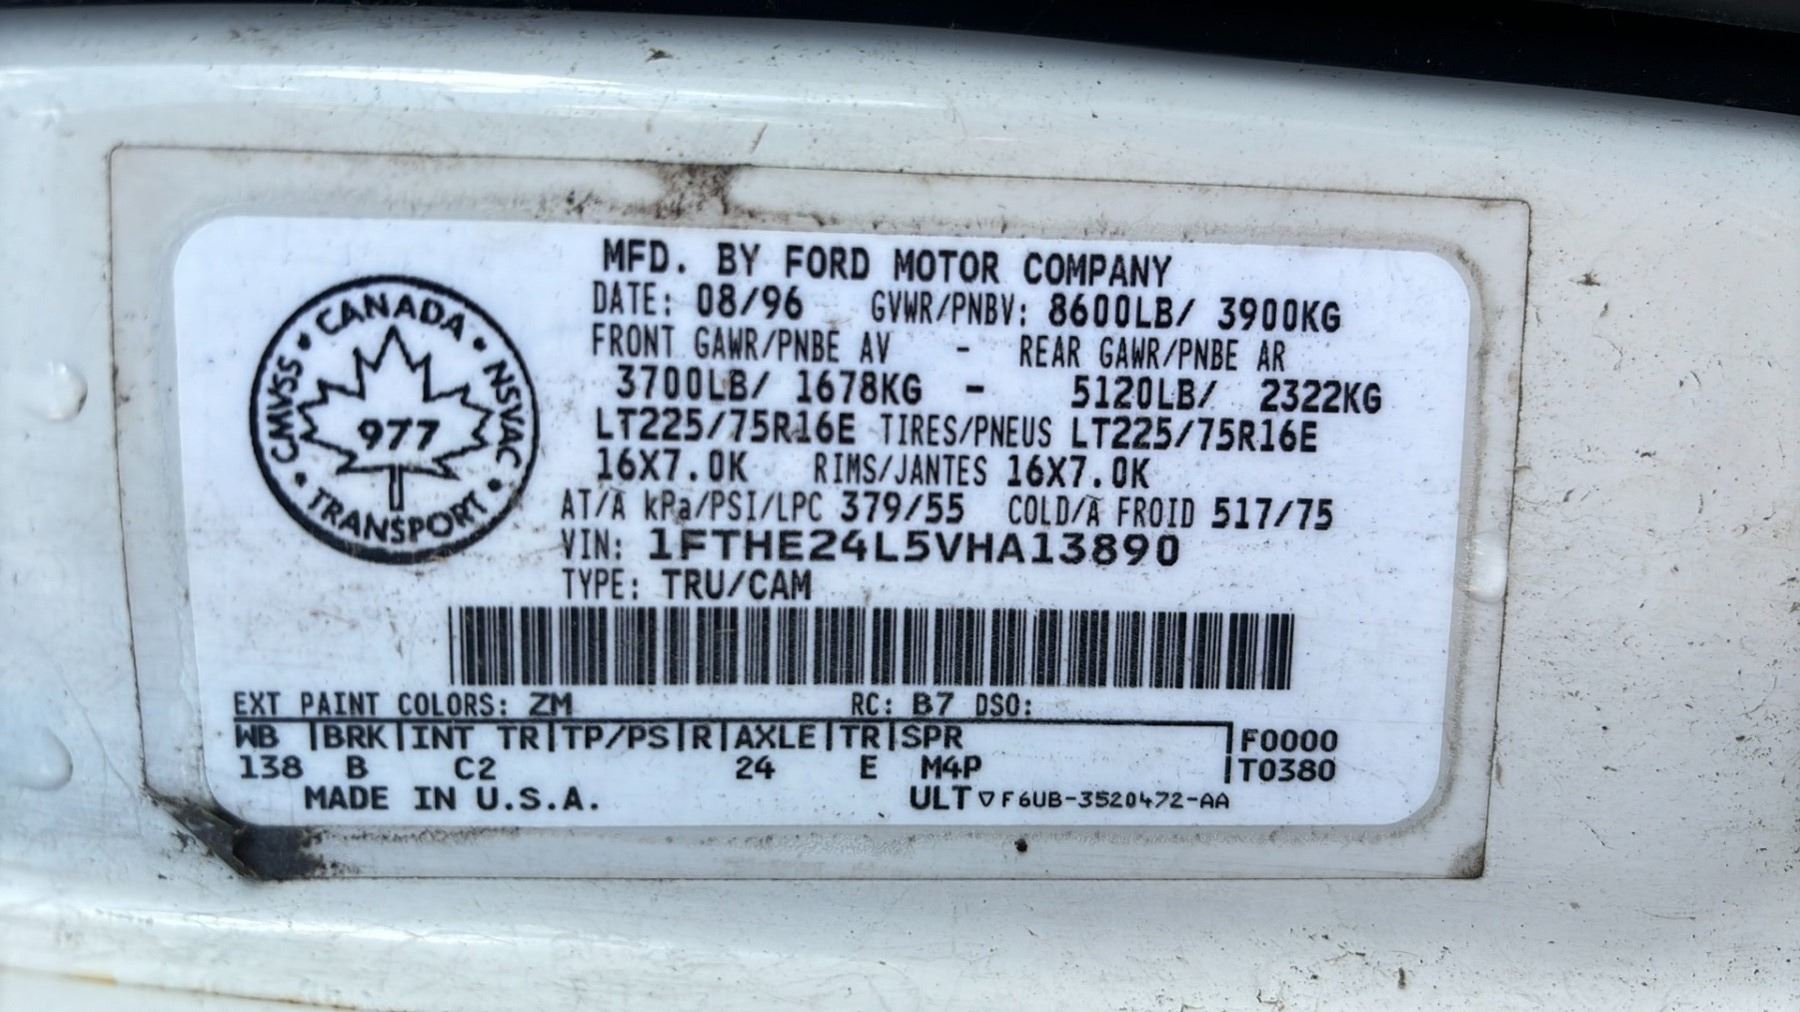 CANADA
CMVSS • NSVAC
977
TRANSPORT
MFD. BY FORD MOTOR COMPANY
DATE: 08/96 GVWR/PNBV: 8600LB/ 3900KG
FRONT GAWR/PNBE AV - REAR GAWR/PNBE AR
3700LB/ 1678KG - 5120LB/ 2322KG
LT225/75R16E TIRES/PNEUS LT225/75R16E
16X7.0K RIMS/JANTES 16X7.0K
AT/A kPa/PSI/LPC 379/55 COLD/A FROID 517/75
VIN: 1FTHE24L5VHA13890
TYPE: TRU/CAM
EXT PAINT COLORS: ZM RC: B7 DSO:
WB |BRK|INT TR|TP/PS|R|AXLE|TR|SPR |F0000
138 B C2 24 E M4P |T0380
MADE IN U.S.A. ULT ▽ F6UB-3520472-AA